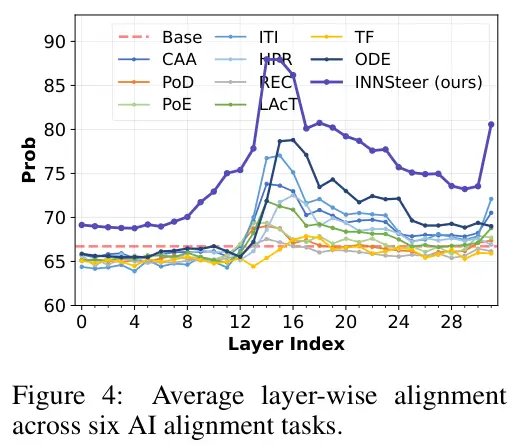 90
85
80
75
70
65
60
Prob
Base
CAA
PoD
PoE
ITI
HPR
REC
LAcT
TF
ODE
INNSteer (ours)
0 4 8 12 16 20 24 28
Layer Index
Figure 4: Average layer-wise alignment
across six AI alignment tasks.